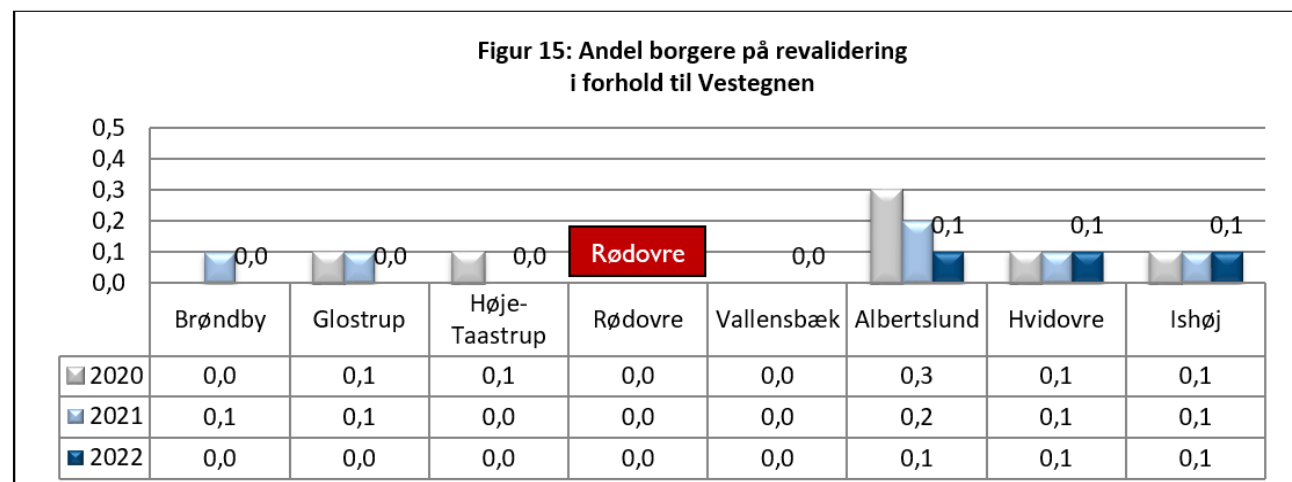 Figur 15: Andel borgere på revalidering
i forhold til Vestegnen
0,5
0,4
0,3
0,2
0,1
0,0
0,0 0,0 0,0 Rødovre 0,0 0,1 0,1 0,1
Brøndby Glostrup Høje-Taastrup Rødovre Vallensbæk Albertslund Hvidovre Ishøj
2020 0,0 0,1 0,1 0,0 0,0 0,3 0,1 0,1
2021 0,1 0,1 0,0 0,0 0,0 0,2 0,1 0,1
2022 0,0 0,0 0,0 0,0 0,0 0,1 0,1 0,1